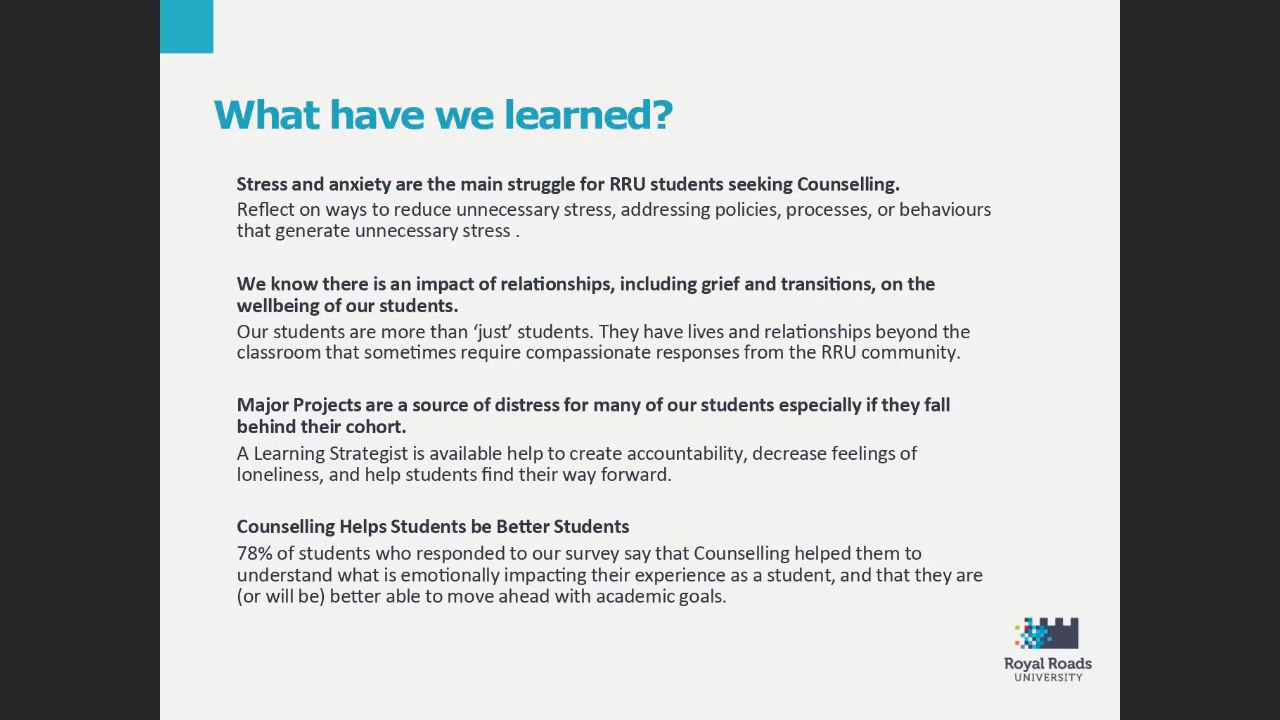 What have we learned?
Stress and anxiety are the main struggle for RRU students seeking Counselling.
Reflect on ways to reduce unnecessary stress, addressing policies, processes, or behaviours
that generate unnecessary stress .
We know there is an impact of relationships, including grief and transitions, on the
wellbeing of our students.
Our students are more than ‘just’ students. They have lives and relationships beyond the
classroom that sometimes require compassionate responses from the RRU community.
Major Projects are a source of distress for many of our students especially if they fall
behind their cohort.
A Learning Strategist is available help to create accountability, decrease feelings of
loneliness, and help students find their way forward.
Counselling Helps Students be Better Students
78% of students who responded to our survey say that Counselling helped them to
understand what is emotionally impacting their experience as a student, and that they are
(or will be) better able to move ahead with academic goals.
Royal Roads
UNIVERSITY